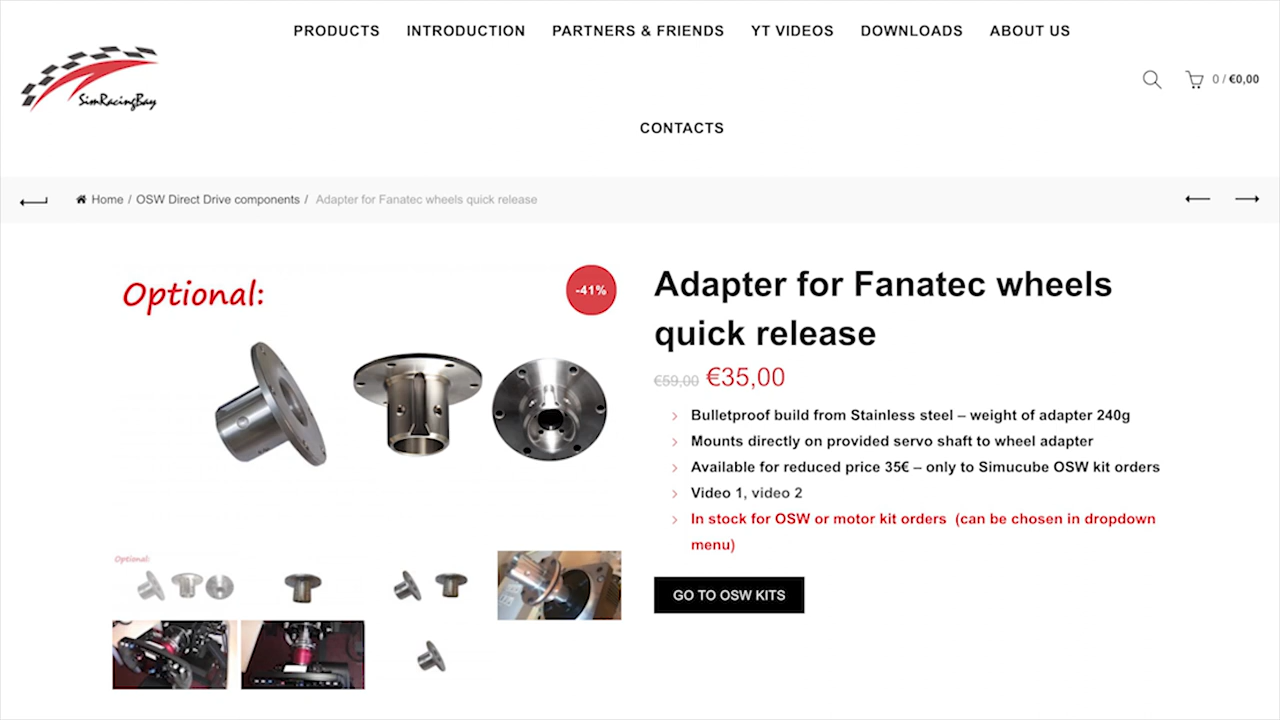 PRODUCTS INTRODUCTION PARTNERS & FRIENDS YT VIDEOS DOWNLOADS ABOUT US
SimRacingBay
0 / €0,00
CONTACTS
Home / OSW Direct Drive components / Adapter for Fanatec wheels quick release
Optional:
-41%
Adapter for Fanatec wheels
quick release
€59,00 €35,00
Bulletproof build from Stainless steel – weight of adapter 240g
Mounts directly on provided servo shaft to wheel adapter
Available for reduced price 35€ – only to Simucube OSW kit orders
Video 1, video 2
In stock for OSW or motor kit orders (can be chosen in dropdown
menu)
Optional:
GO TO OSW KITS